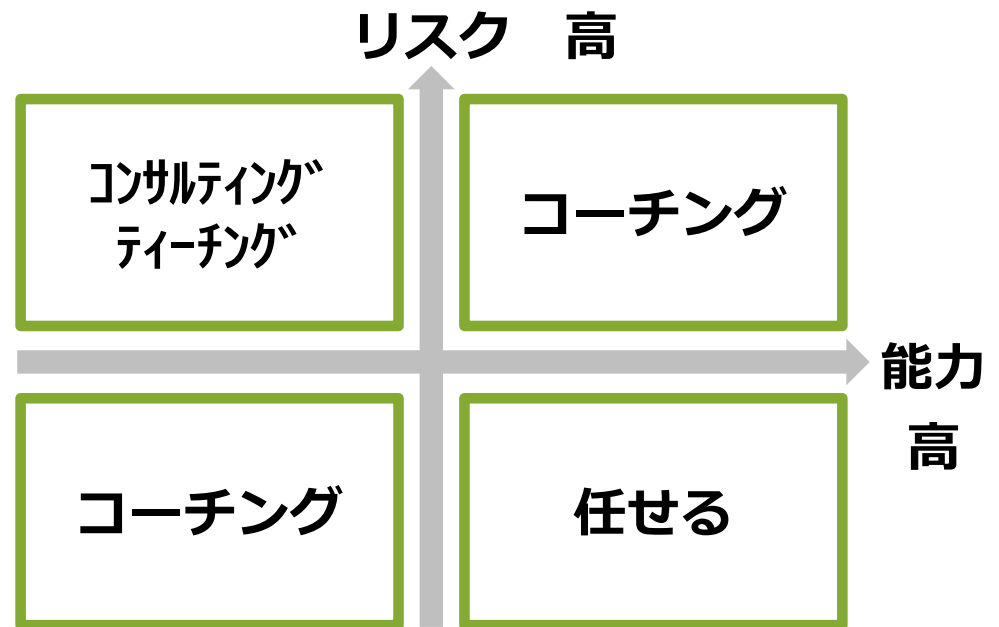 リスク　高
ｺﾝｻﾙﾃｨﾝｸﾞ
ﾃｨｰﾁﾝｸﾞ
コーチング
能力
高
コーチング
任せる